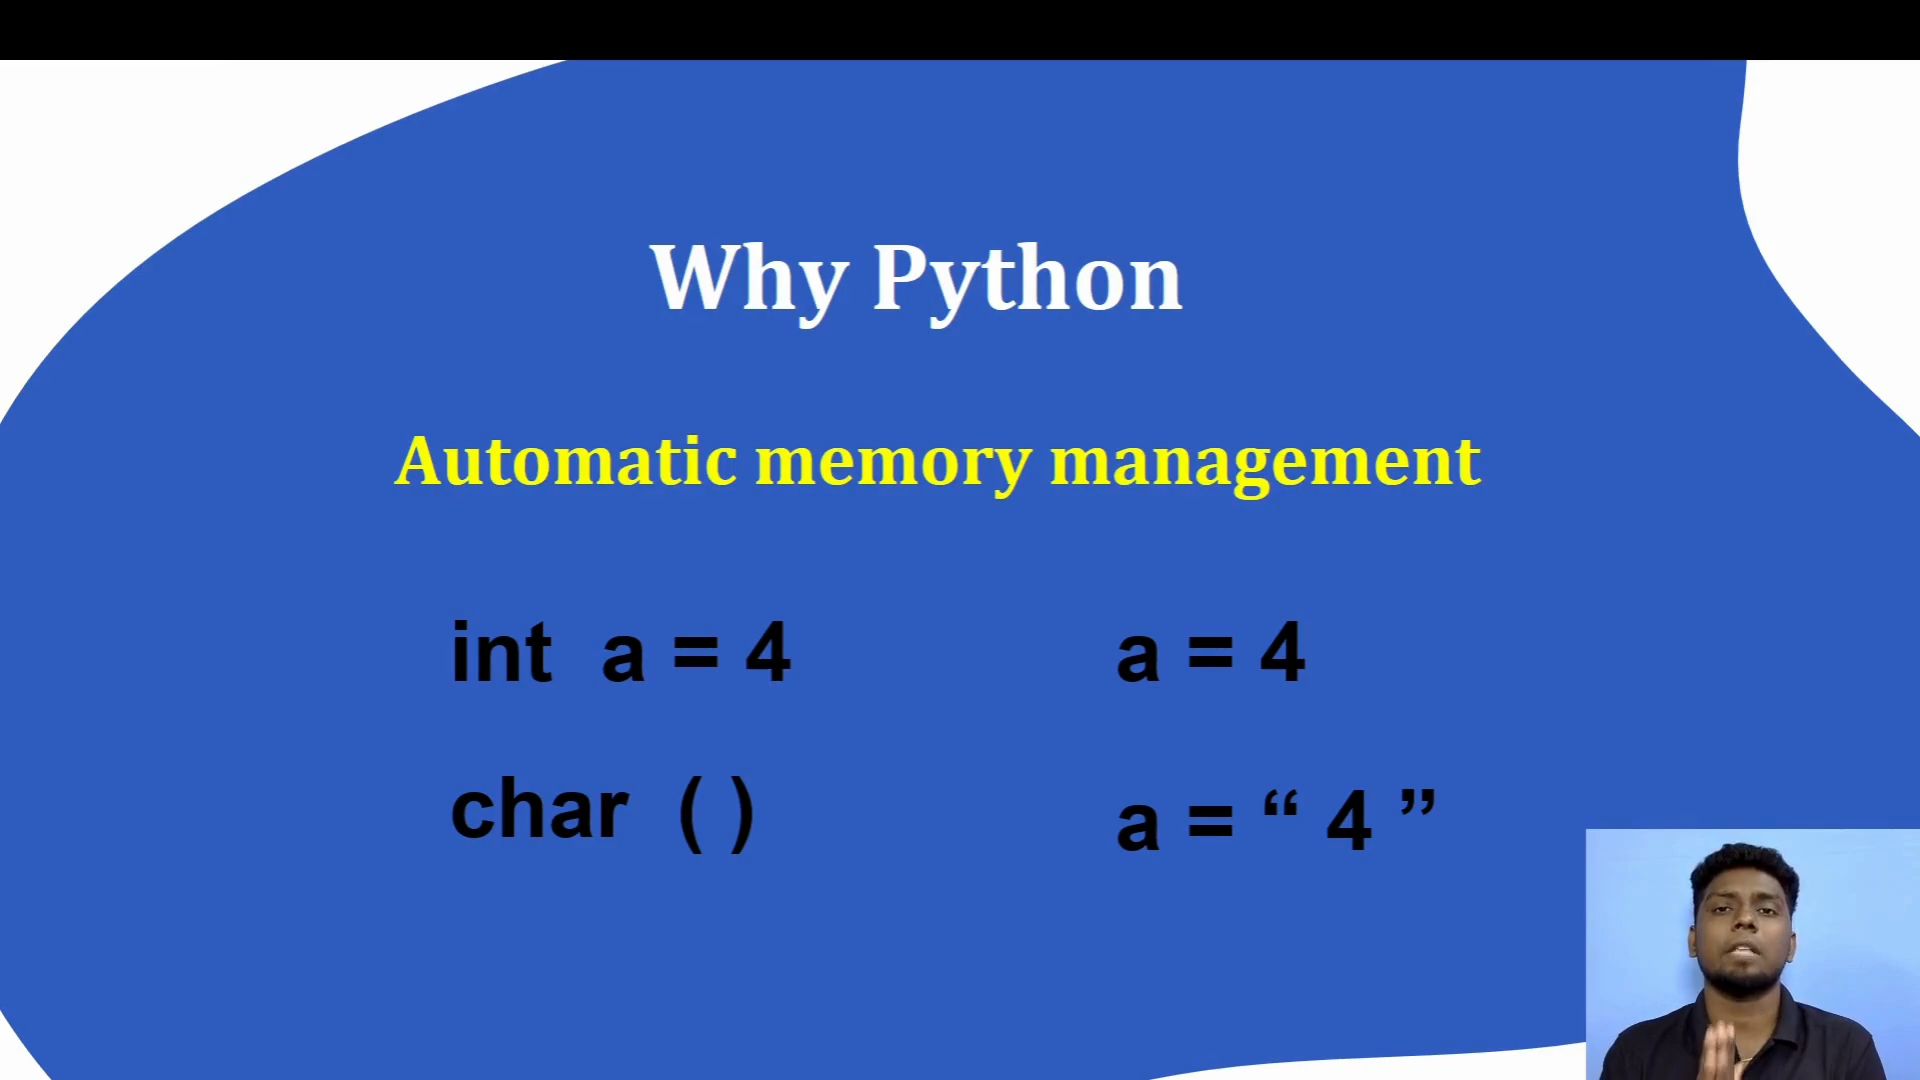 Why Python
Automatic memory management
int a = 4
a = 4
char ( )
a = “ 4 ”